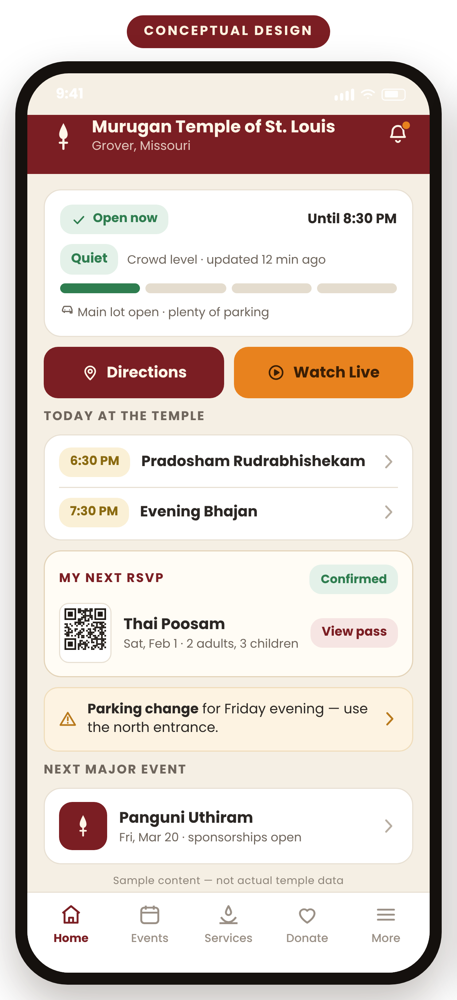 CONCEPTUAL DESIGN
9:41
Murugan Temple of St. Louis
Grover, Missouri
Open now
Until 8:30 PM
Quiet
Crowd level · updated 12 min ago
Main lot open · plenty of parking
Directions
Watch Live
TODAY AT THE TEMPLE
6:30 PM
Pradosham Rudrabhishekam
7:30 PM
Evening Bhajan
MY NEXT RSVP
Confirmed
Thai Poosam
Sat, Feb 1 · 2 adults, 3 children
View pass
Parking change for Friday evening — use
the north entrance.
NEXT MAJOR EVENT
Panguni Uthiram
Fri, Mar 20 · sponsorships open
Sample content — not actual temple data
Home
Events
Services
Donate
More